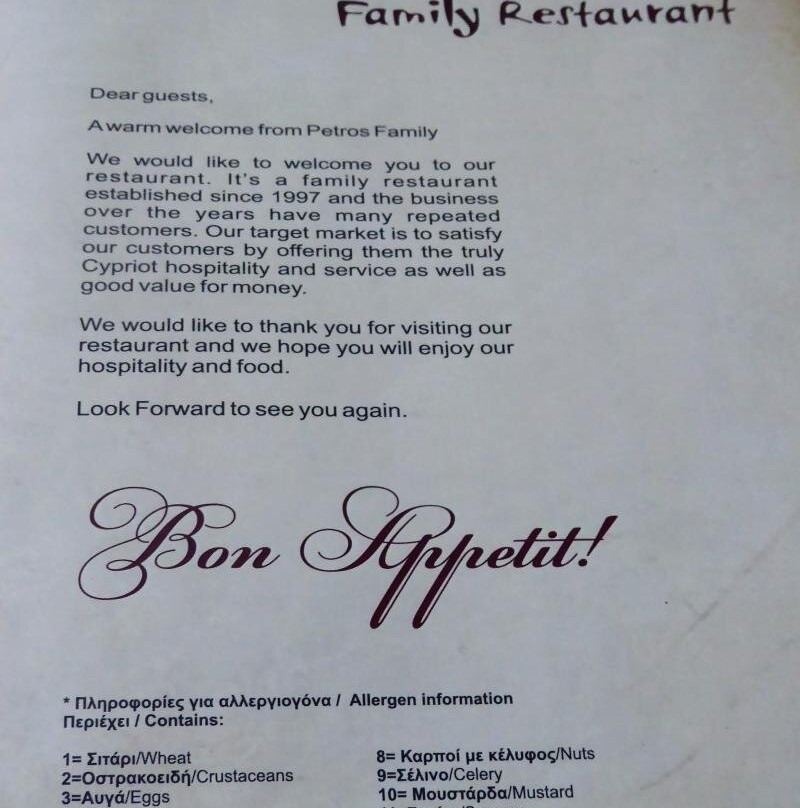 Family Restaurant
Dear guests,
A warm welcome from Petros Family
We would like to welcome you to our
restaurant. It's a family restaurant
established since 1997 and the business
over the years have many repeated
customers. Our target market is to satisfy
our customers by offering them the truly
Cypriot hospitality and service as well as
good value for money.
We would like to thank you for visiting our
restaurant and we hope you will enjoy our
hospitality and food.
Look Forward to see you again.
Bon Appetit!
* Πληροφορίες για αλλεργιογόνα / Allergen information
Περιέχει / Contains:
1= Σιτάρι/Wheat
2=Οστρακοειδή/Crustaceans
3=Αυγά/Eggs
8= Καρποί με κέλυφος/Nuts
9=Σέλινο/Celery
10= Μουστάρδα/Mustard